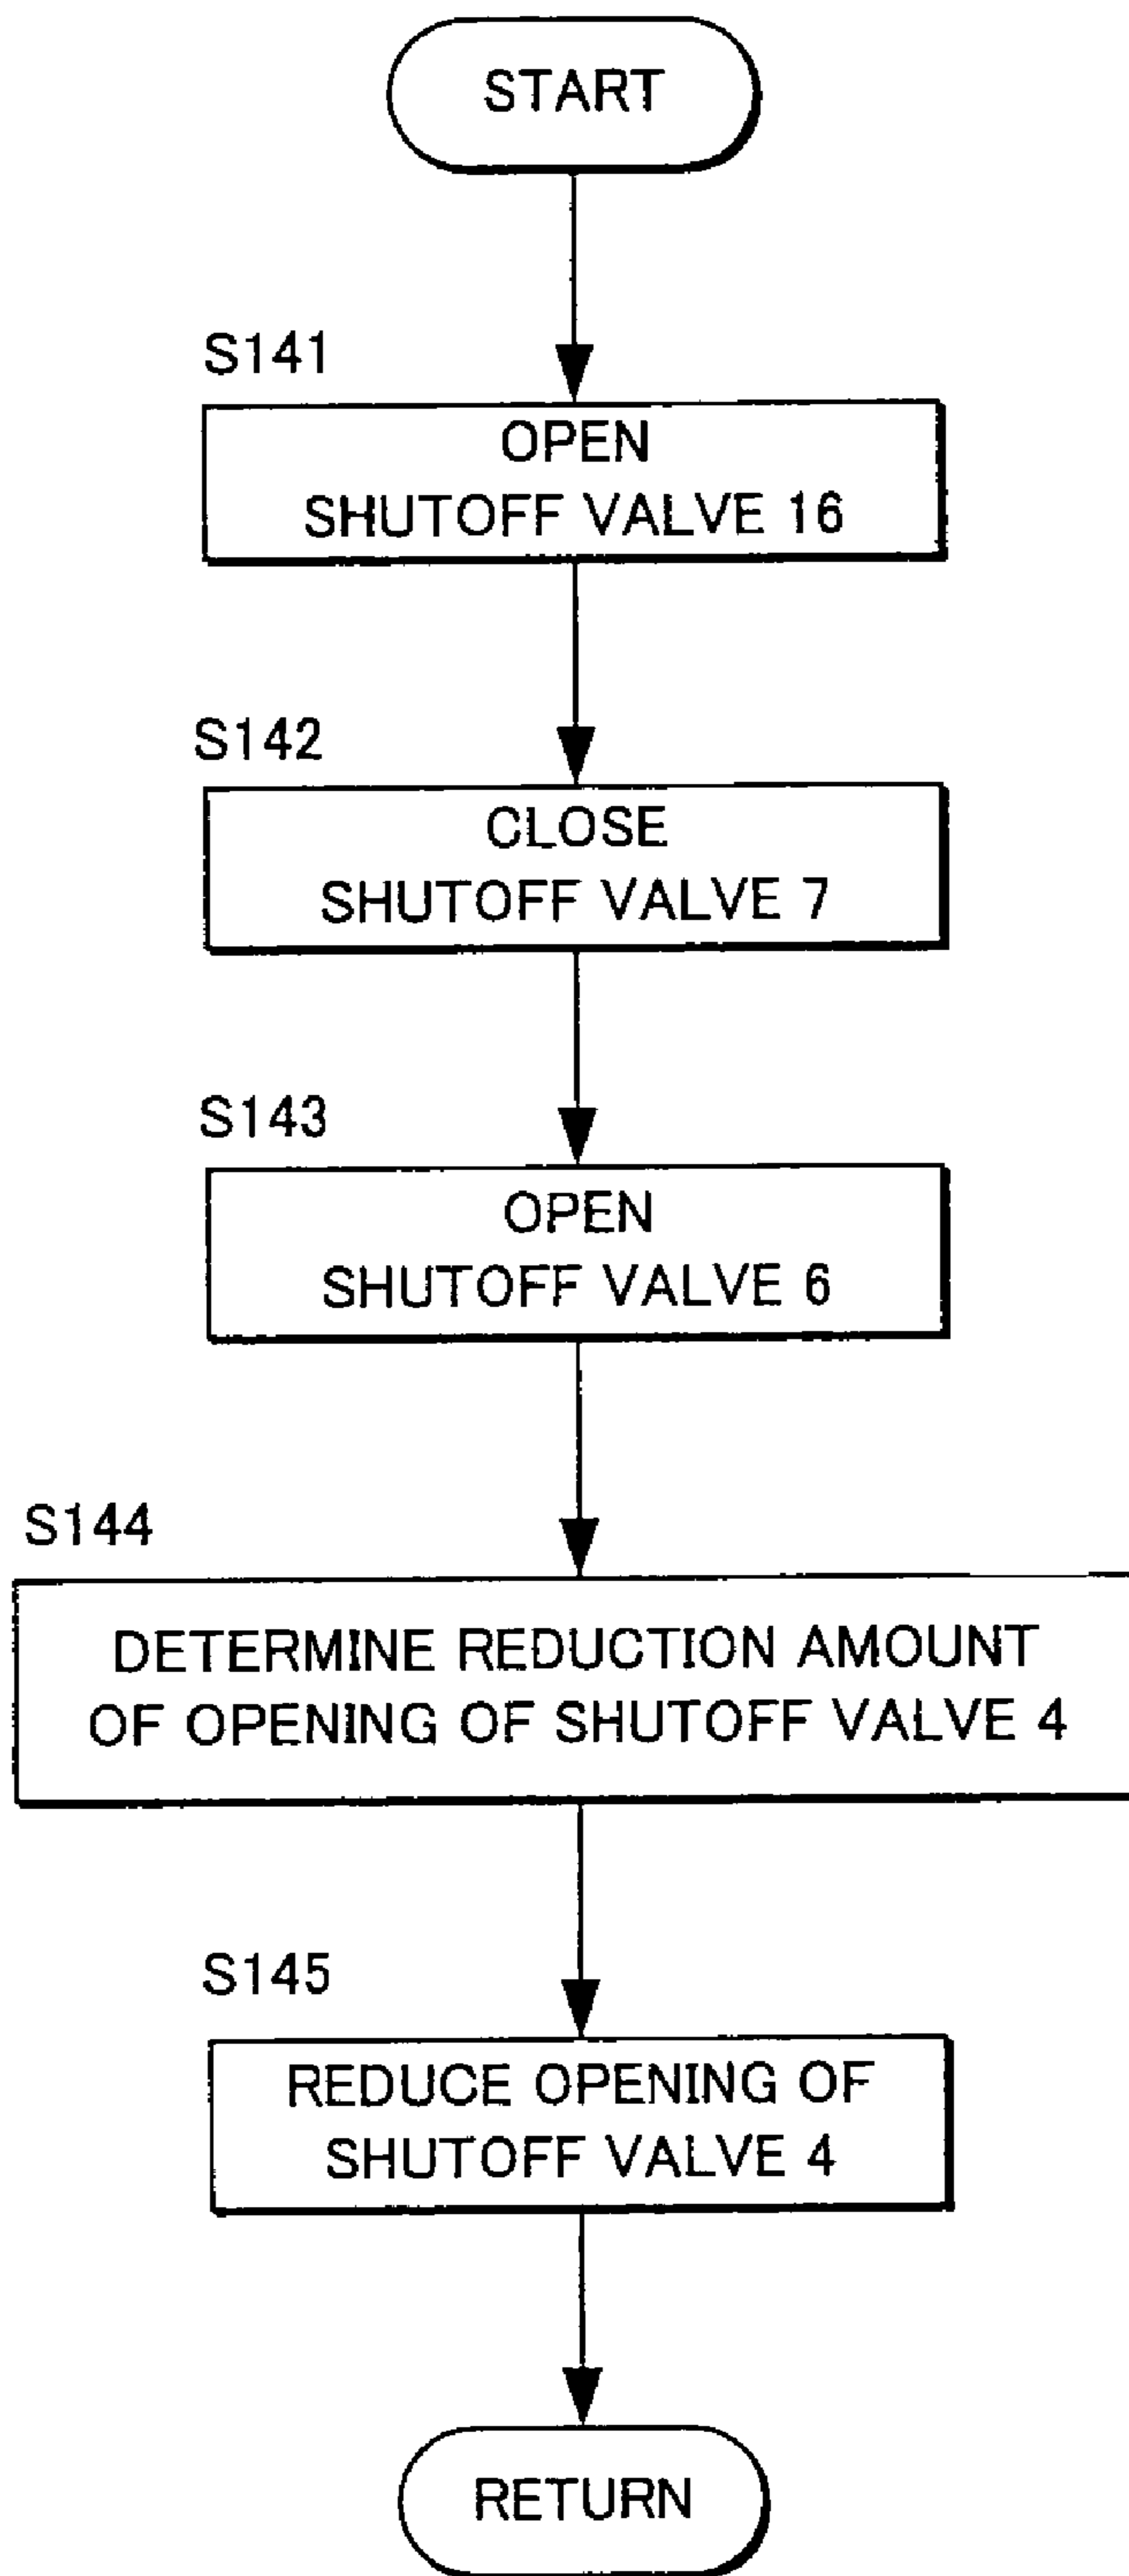 START
S141
OPEN
SHUTOFF VALVE 16
S142
CLOSE
SHUTOFF VALVE 7
S143
OPEN
SHUTOFF VALVE 6
S144
DETERMINE REDUCTION AMOUNT
OF OPENING OF SHUTOFF VALVE 4
S145
REDUCE OPENING OF
SHUTOFF VALVE 4
RETURN